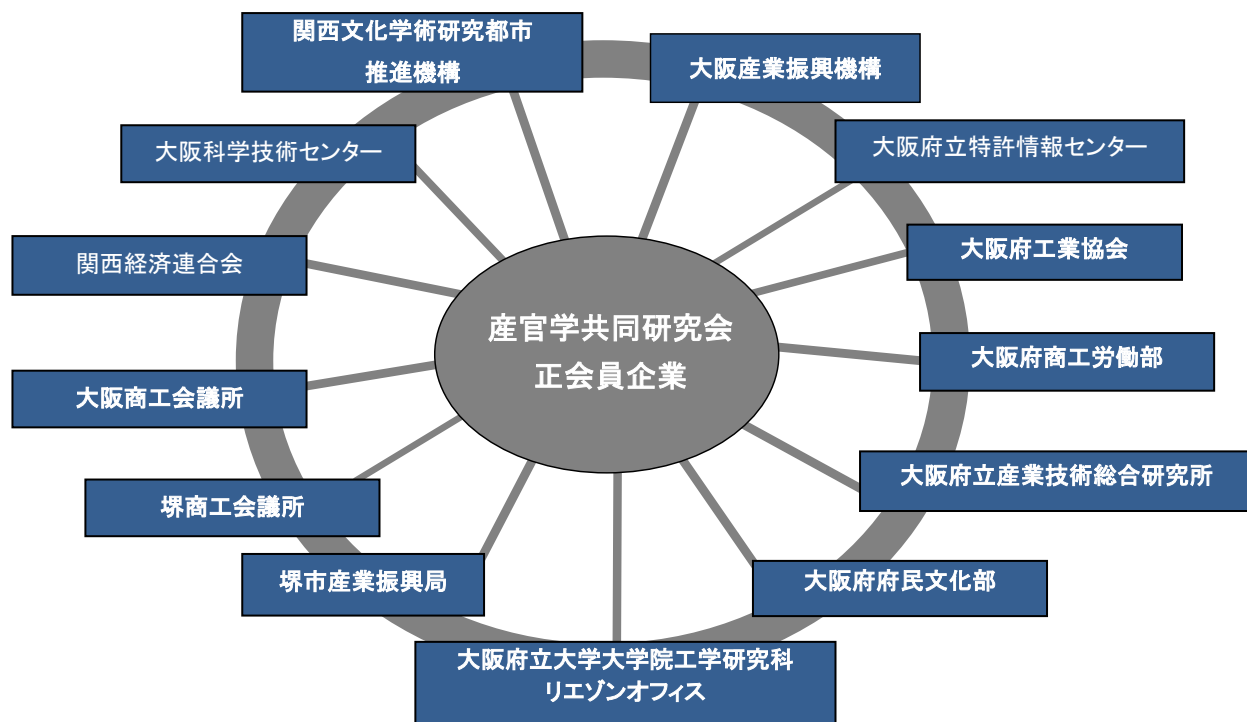 関西文化学術研究都市
推進機構
大阪産業振興機構
大阪科学技術センター
大阪府立特許情報センター
関西経済連合会
大阪府工業協会
産官学共同研究会
正会員企業
大阪府商工労働部
大阪商工会議所
大阪府立産業技術総合研究所
堺商工会議所
堺市産業振興局
大阪府府民文化部
大阪府立大学大学院工学研究科
リエゾンオフィス